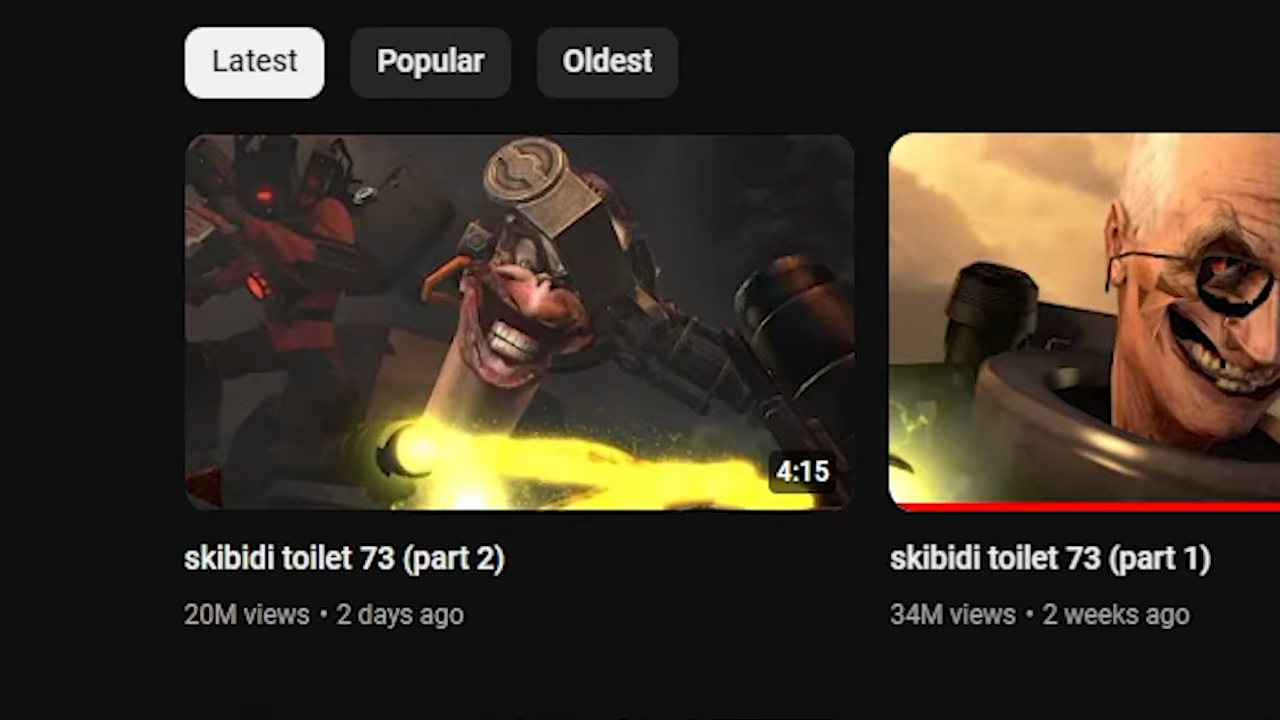 Latest Popular Oldest
4:15
skibidi toilet 73 (part 2)
20M views • 2 days ago
skibidi toilet 73 (part 1)
34M views • 2 weeks ago